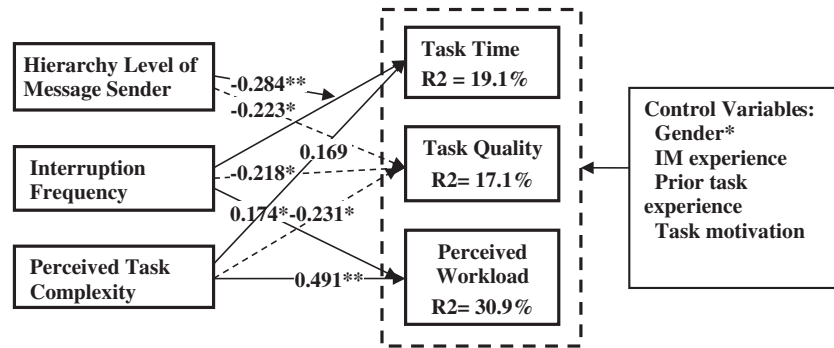 Hierarchy Level of
Message Sender
Interruption
Frequency
Perceived Task
Complexity
-0.284**
-0.223*
0.169
-0.218*
0.174*
-0.231*
0.491**
Task Time
R2 = 19.1%
Task Quality
R2= 17.1%
Perceived
Workload
R2= 30.9%
Control Variables:
Gender*
IM experience
Prior task
experience
Task motivation